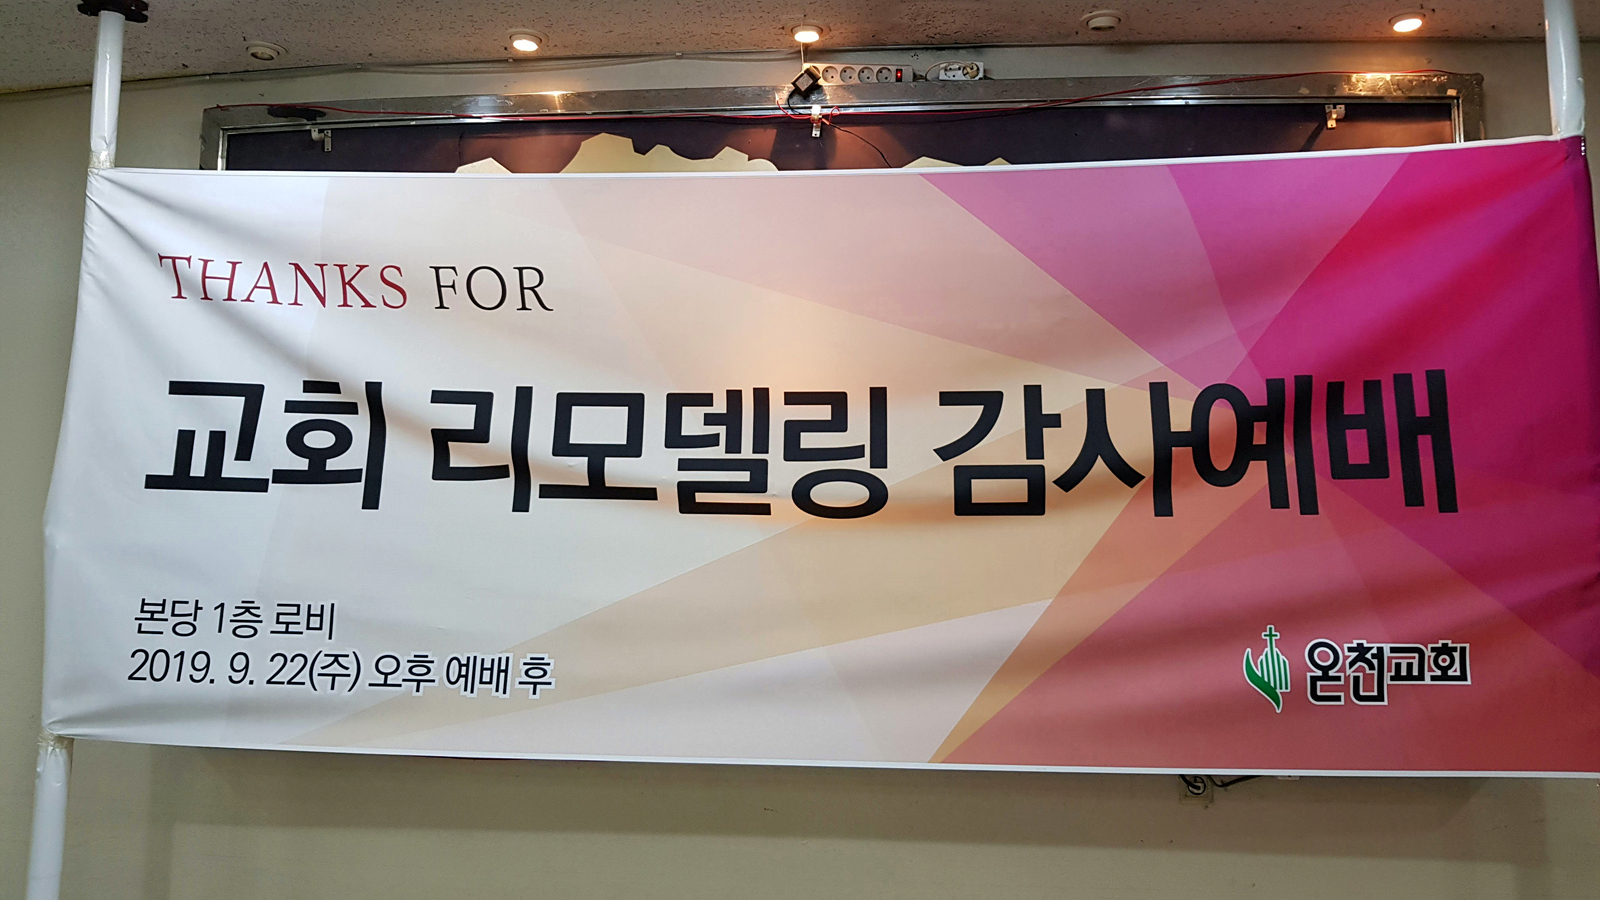 THANKS FOR
교회 리모델링 감사예배
본당 1층 로비
2019. 9. 22(주) 오후 예배 후
온천교회